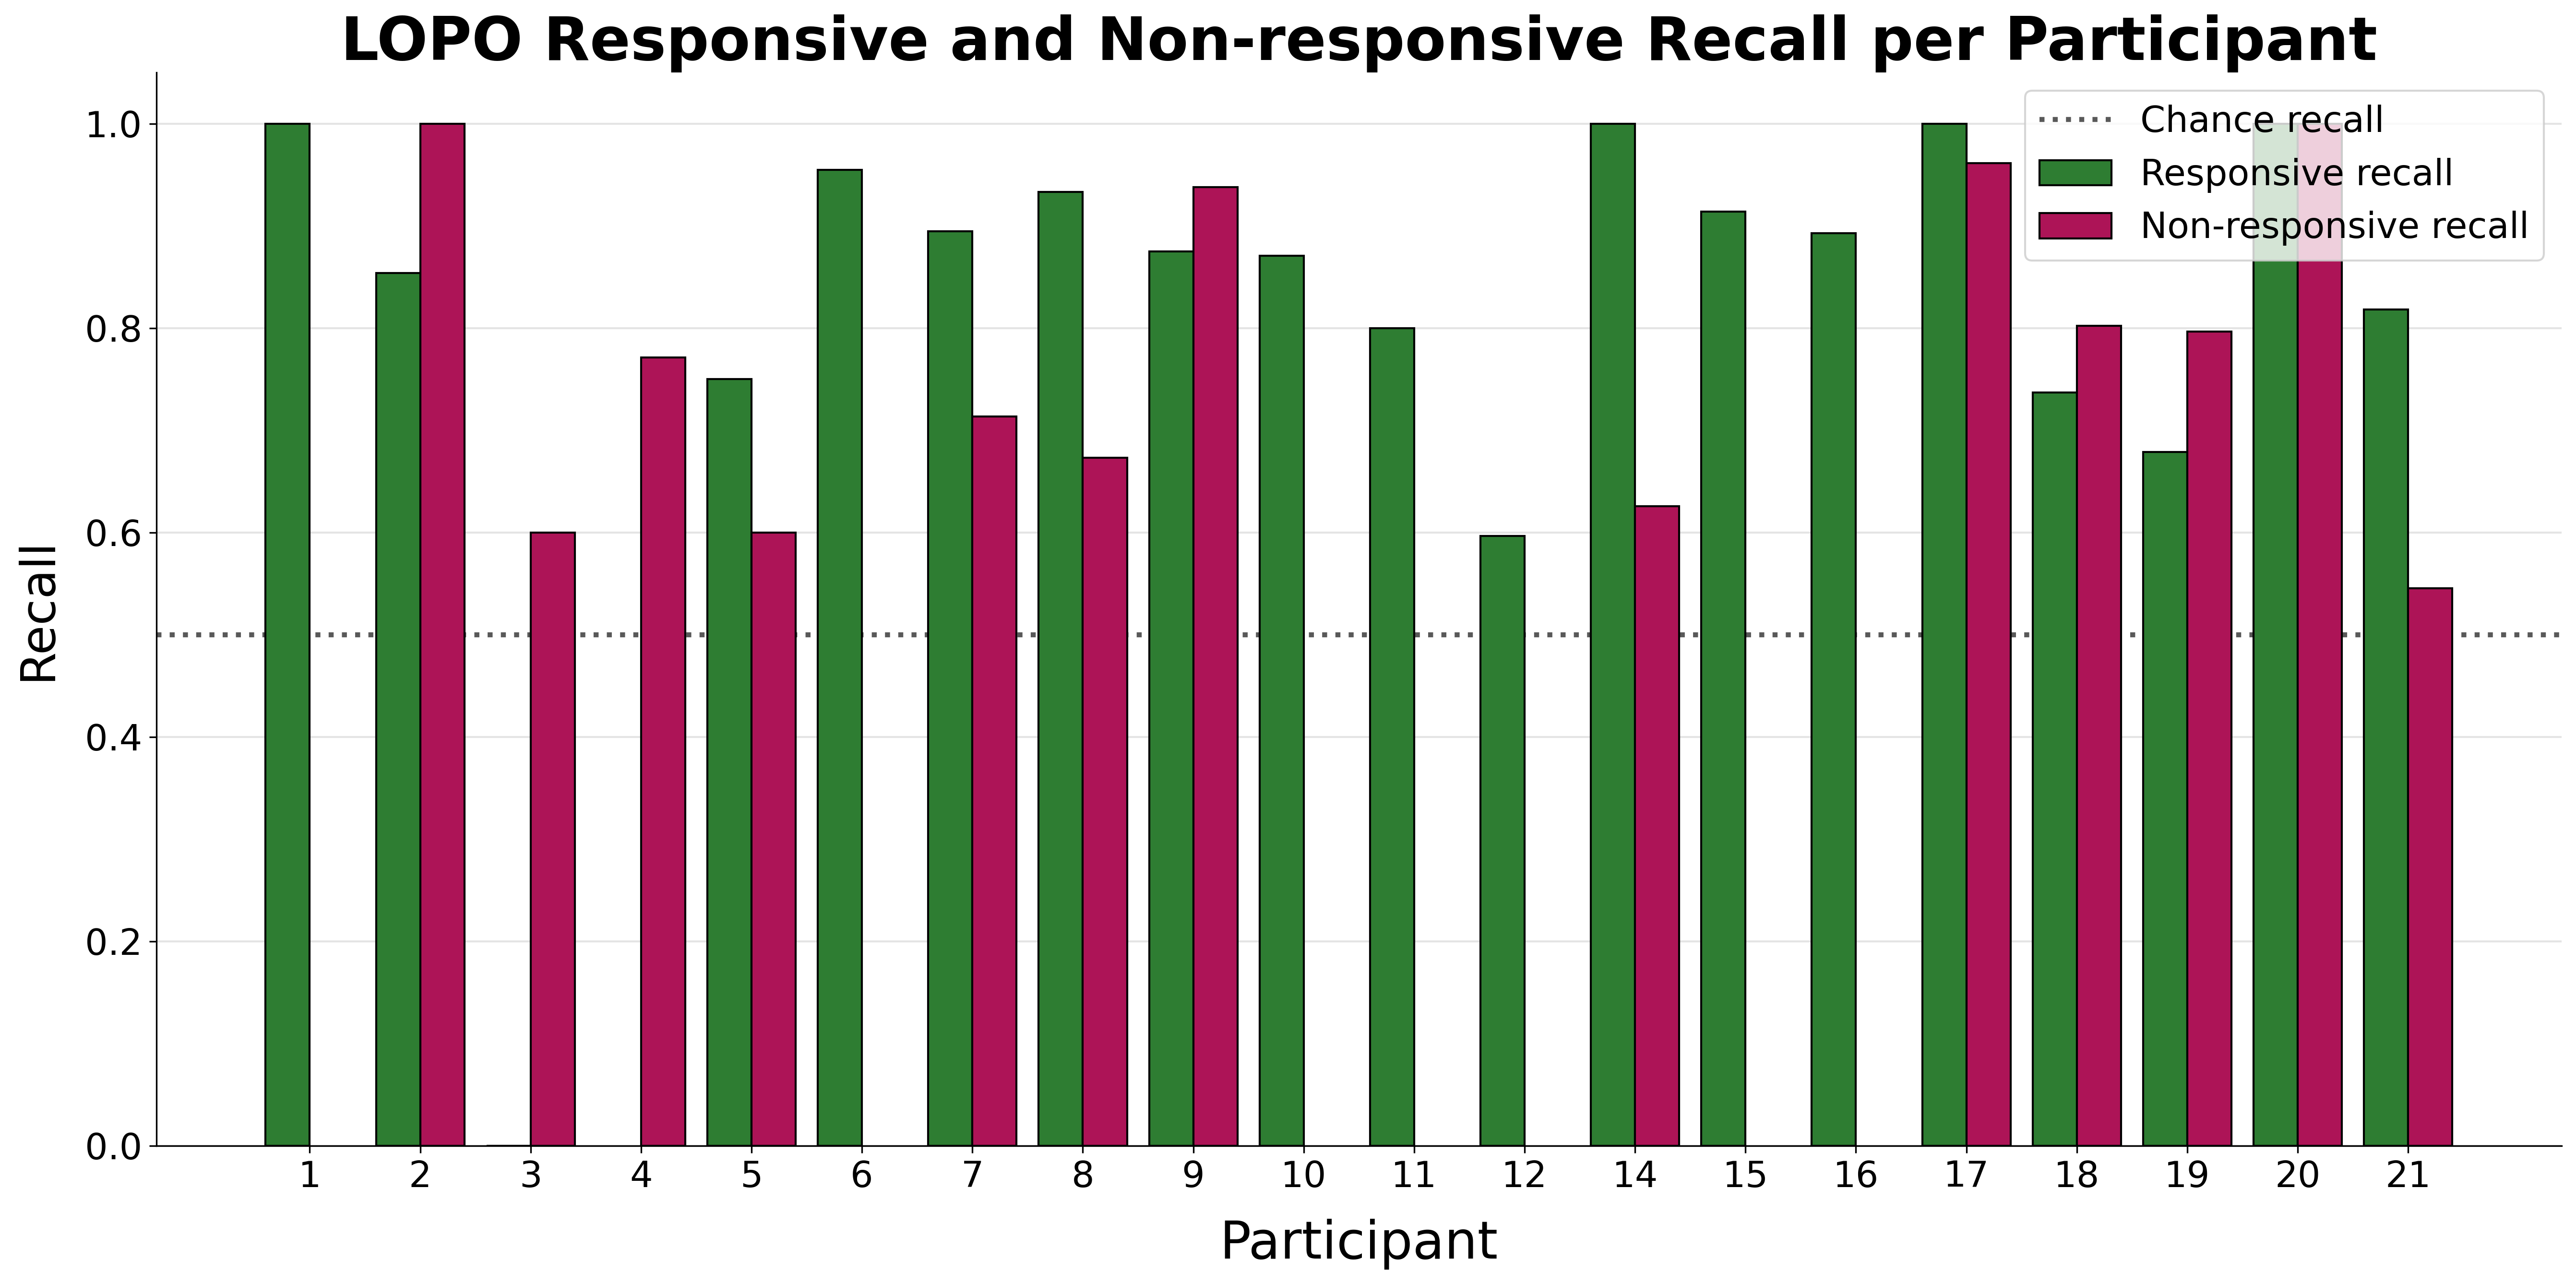 LOPO Responsive and Non-responsive Recall per Participant
Chance recall
Responsive recall
Non-responsive recall
Recall
1.0
0.8
0.6
0.4
0.2
0.0
1 2 3 4 5 6 7 8 9 10 11 12 14 15 16 17 18 19 20 21
Participant